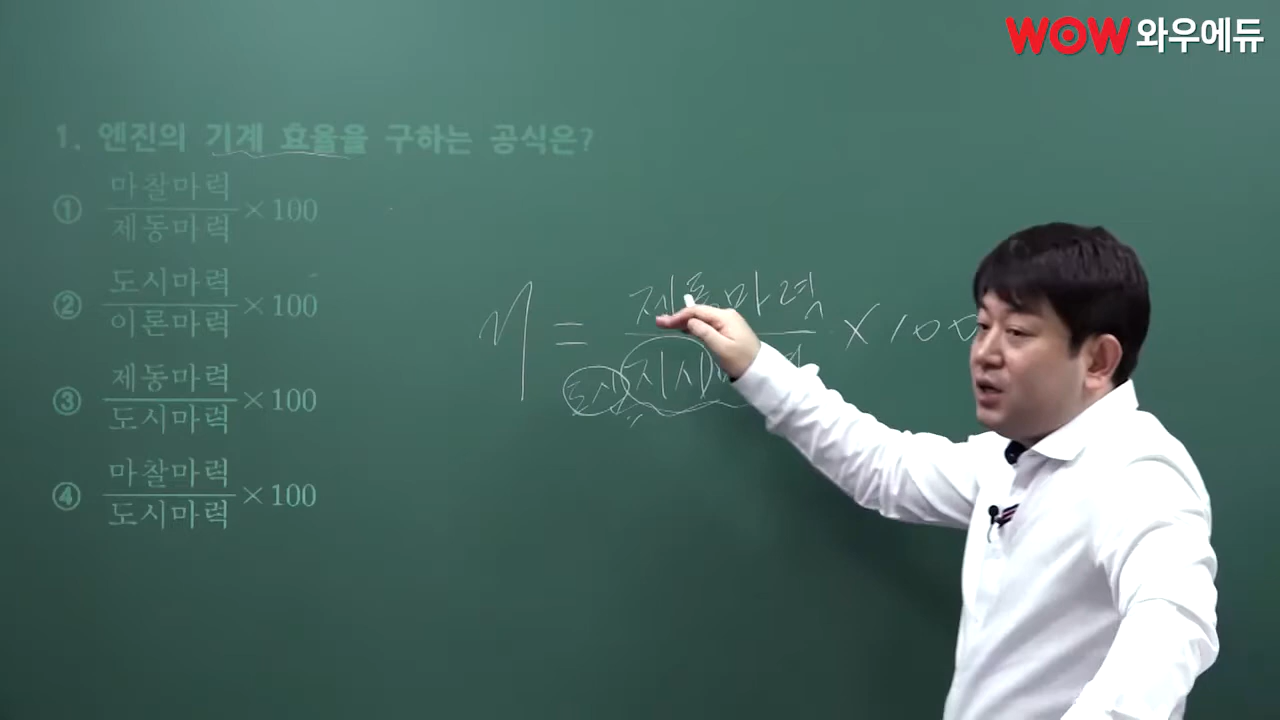 WOW와우에듀
1. 엔진의 기계 효율을 구하는 공식은?
① 마찰마력
제동마력 ×100
② 도시마력
이론마력 ×100
③ 제동마력
도시마력 ×100
④ 마찰마력
도시마력 ×100
η = 제동마력 × 100
도시 지시